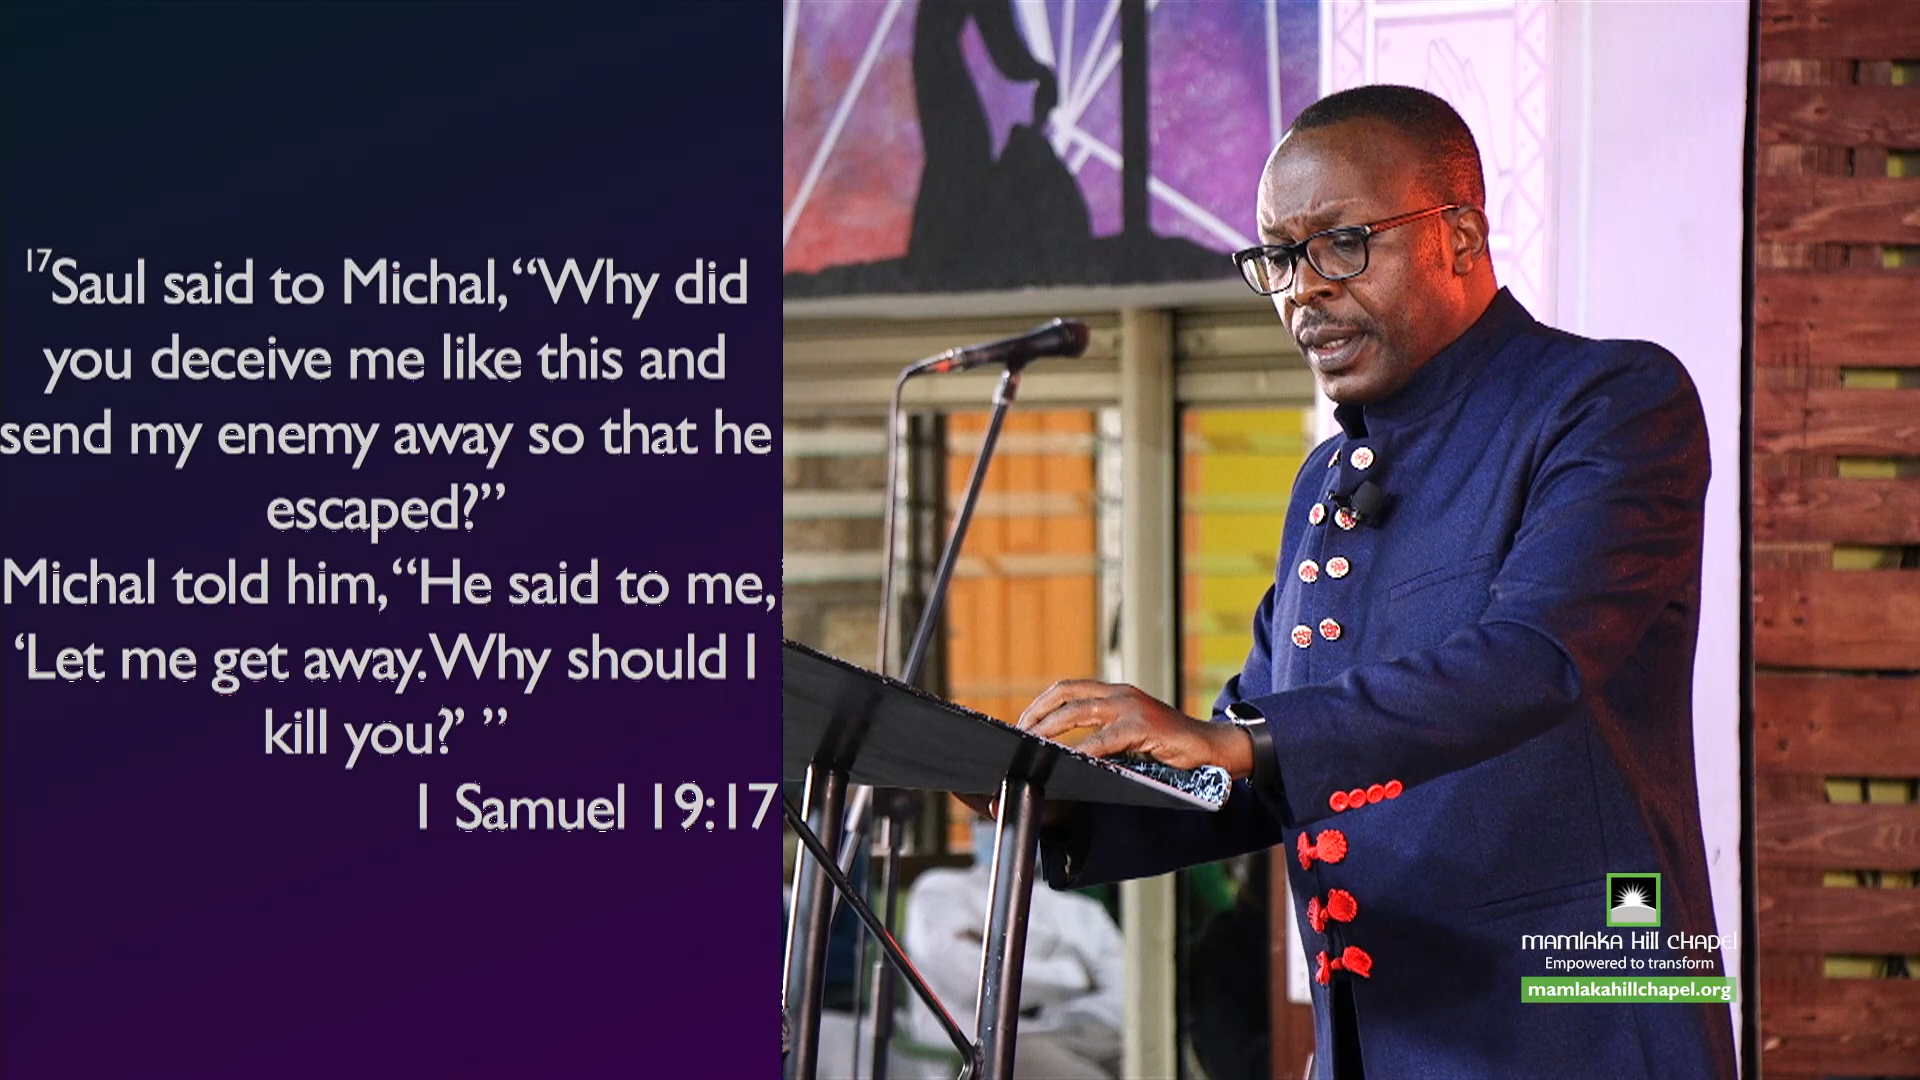 17Saul said to Michal, “Why did
you deceive me like this and
send my enemy away so that he
escaped?”
Michal told him, “He said to me,
‘Let me get away. Why should I
kill you?’ ”
1 Samuel 19:17
mamlaka hill chapel
Empowered to transform
mamlakahillchapel.org